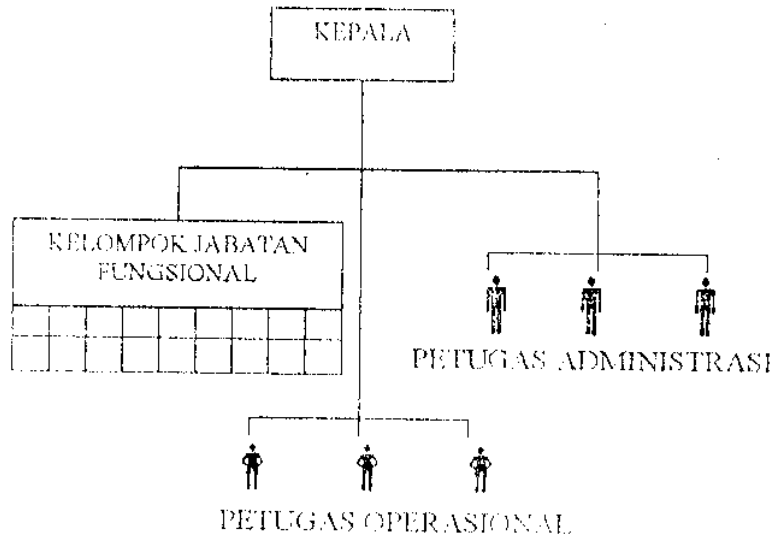 KEPALA
KELOMPOK JABATAN
FUNGSIONAL
PETUGAS ADMINISTRASI
PETUGAS OPERASIONAL